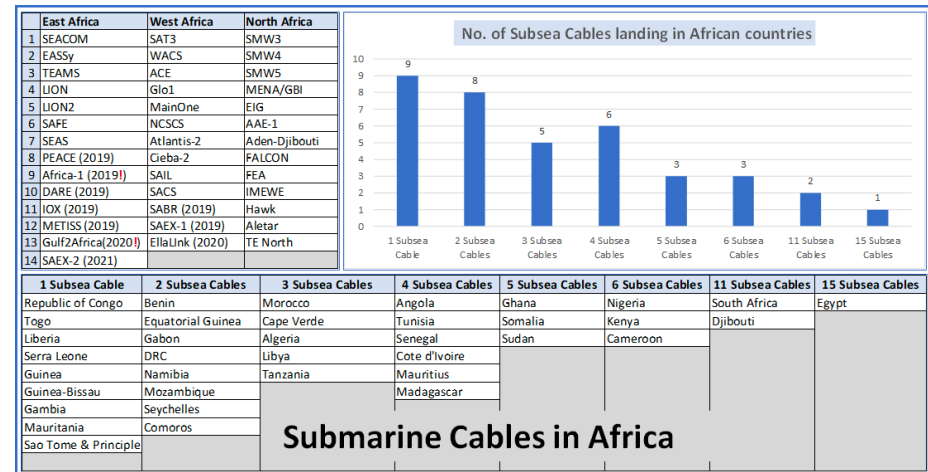 East Africa West Africa North Africa
1 SEACOM SAT3 SMW3
2 EASSy WACS SMW4
3 TEAMS ACE SMW5
4 LION Glo1 MENA/GBI
5 LION2 MainOne EIG
6 SAFE NCSCS AAE-1
7 SEAS Atlantis-2 Aden-Djibouti
8 PEACE (2019) Cieba-2 FALCON
9 Africa-1 (2019!) SAIL FEA
10 DARE (2019) SACS IMEWE
11 IOX (2019) SABR (2019) Hawk
12 METISS (2019) SAEX-1 (2019) Aletar
13 Gulf2Africa(2020!) EllaLInk (2020) TE North
14 SAEX-2 (2021)
No. of Subsea Cables landing in African countries
10
9
8
7
6
5
4
3
2
1
0
9 8 5 6 3 3 2 1
1 Subsea 2 Subsea 3 Subsea 4 Subsea 5 Subsea 6 Subsea 11 Subsea 15 Subsea
Cable Cables Cables Cables Cables Cables Cables Cables
1 Subsea Cable 2 Subsea Cables 3 Subsea Cables 4 Subsea Cables 5 Subsea Cables 6 Subsea Cables 11 Subsea Cables 15 Subsea Cables
Republic of Congo Benin Morocco Angola Ghana Nigeria South Africa Egypt
Togo Equatorial Guinea Cape Verde Tunisia Somalia Kenya Djibouti
Liberia Gabon Algeria Senegal Sudan Cameroon
Serra Leone DRC Libya Cote d'Ivoire
Guinea Namibia Tanzania Mauritius
Guinea-Bissau Mozambique Madagascar
Gambia Seychelles
Mauritania Comoros
Sao Tome & Principle
Submarine Cables in Africa